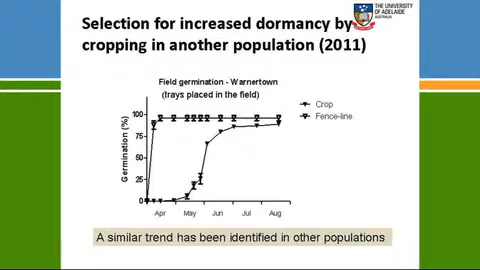 Selection for increased dormancy by
cropping in another population (2011)
THE UNIVERSITY
OF ADELAIDE
AUSTRALIA
Field germination - Warnertown
(trays placed in the field)
Crop
Fence-line
Germination (%)
100
75
50
25
0
Apr May Jun Jul Aug
A similar trend has been identified in other populations